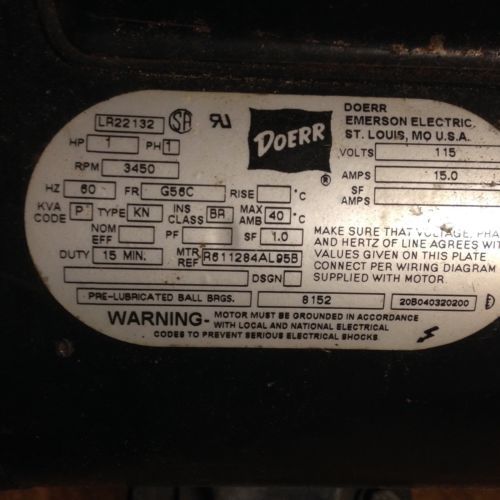 LR22132
DOERR
DOERR
EMERSON ELECTRIC
ST. LOUIS, MO U.S.A.
HP 1 PH 1 VOLTS 115
RPM 3450 AMPS 15.0
HZ 60 FR G56C RISE °C SF AMPS
KVA CODE P TYPE KN INS CLASS BR MAX AMB 40 °C
NOM EFF PF SF 1.0
DUTY 15 MIN. MTR REF R611284AL95B
DSGN
MAKE SURE THAT VOLTAGE,
AND HERTZ OF LINE AGREES
VALUES GIVEN ON THIS PLATE
CONNECT PER WIRING DIAGRAM
SUPPLIED WITH MOTOR
PRE-LUBRICATED BALL BRGS. 8152 20B040320200
WARNING- MOTOR MUST BE GROUNDED IN ACCORDANCE
WITH LOCAL AND NATIONAL ELECTRICAL
CODES TO PREVENT SERIOUS ELECTRICAL SHOCKS